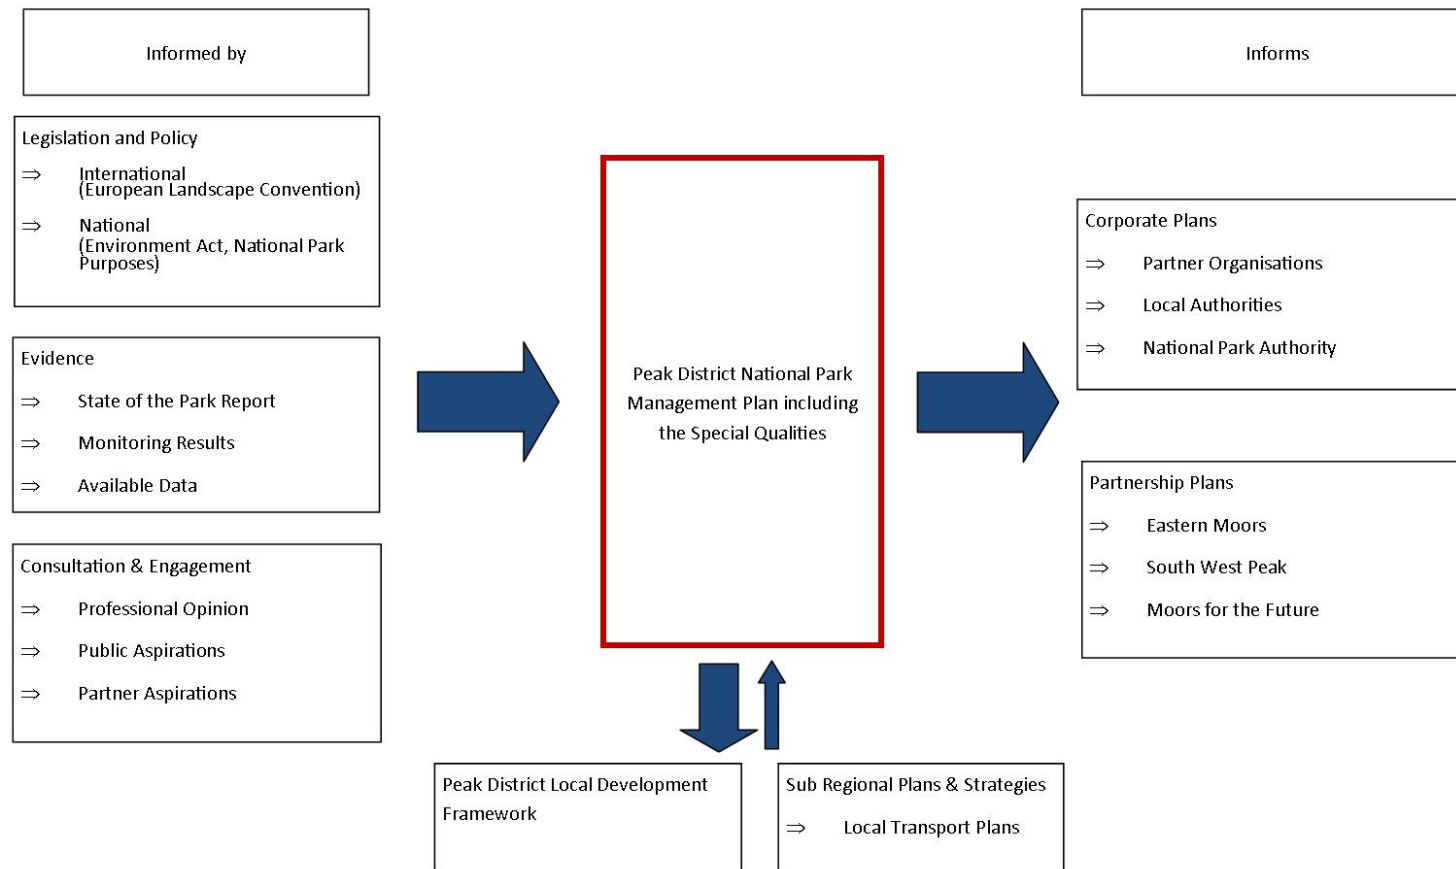 Informed by
Legislation and Policy
⇒ International
(European Landscape Convention)
⇒ National
(Environment Act, National Park
Purposes)
Evidence
⇒ State of the Park Report
⇒ Monitoring Results
⇒ Available Data
Consultation & Engagement
⇒ Professional Opinion
⇒ Public Aspirations
⇒ Partner Aspirations
Peak District National Park
Management Plan including
the Special Qualities
Peak District Local Development
Framework
Sub Regional Plans & Strategies
⇒ Local Transport Plans
Informs
Corporate Plans
⇒ Partner Organisations
⇒ Local Authorities
⇒ National Park Authority
Partnership Plans
⇒ Eastern Moors
⇒ South West Peak
⇒ Moors for the Future